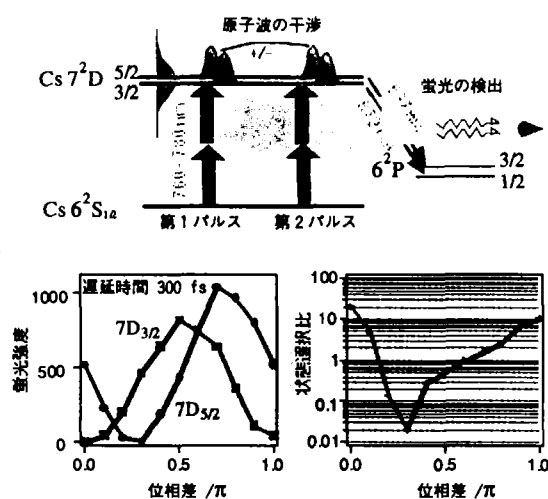 原子波の干渉
+/−
Cs 7²D 5/2
3/2
蛍光の検出
760-780nm
6²P 3/2
1/2
Cs 6²S₁/₂
第1パルス 第2パルス
遅延時間 300 fs
7D3/2
7D5/2
蛍光強度
1000
500
0
0.0 0.5 1.0
位相差 /π
状態選択比
100
10
1
0.1
0.01
0.0 0.5 1.0
位相差 /π